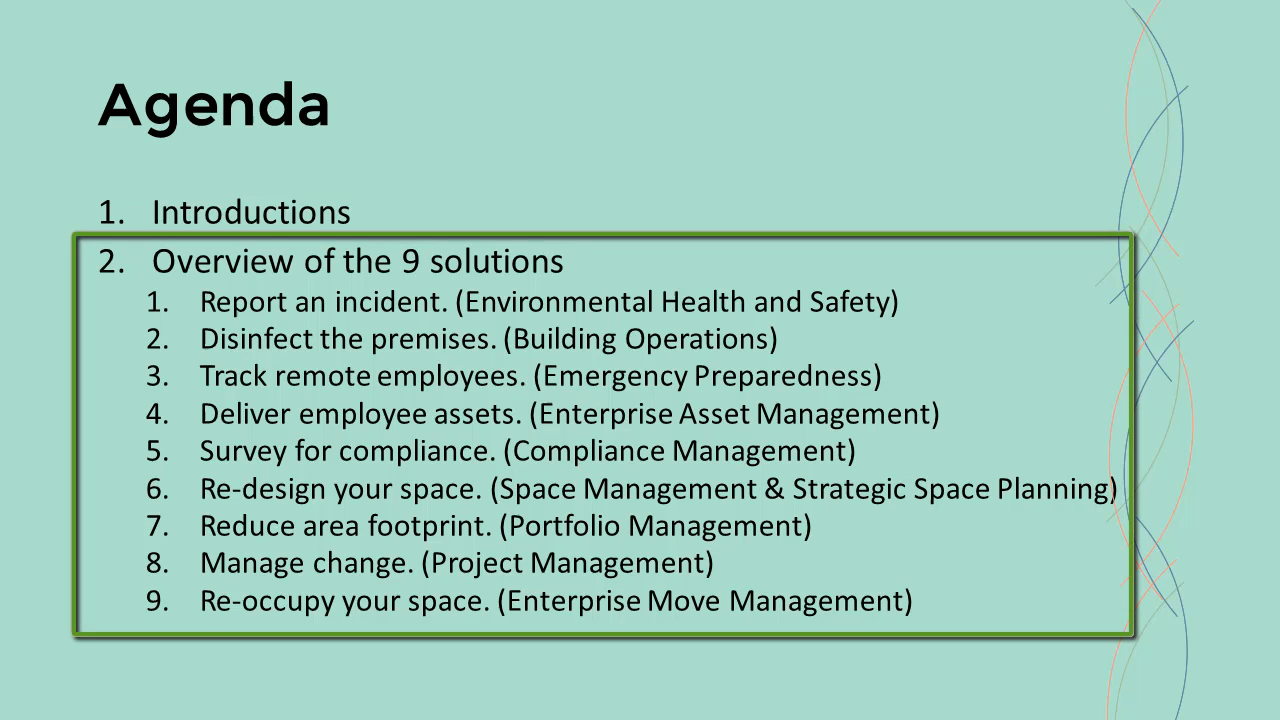 Agenda
1. Introductions
2. Overview of the 9 solutions
1. Report an incident. (Environmental Health and Safety)
2. Disinfect the premises. (Building Operations)
3. Track remote employees. (Emergency Preparedness)
4. Deliver employee assets. (Enterprise Asset Management)
5. Survey for compliance. (Compliance Management)
6. Re-design your space. (Space Management & Strategic Space Planning)
7. Reduce area footprint. (Portfolio Management)
8. Manage change. (Project Management)
9. Re-occupy your space. (Enterprise Move Management)